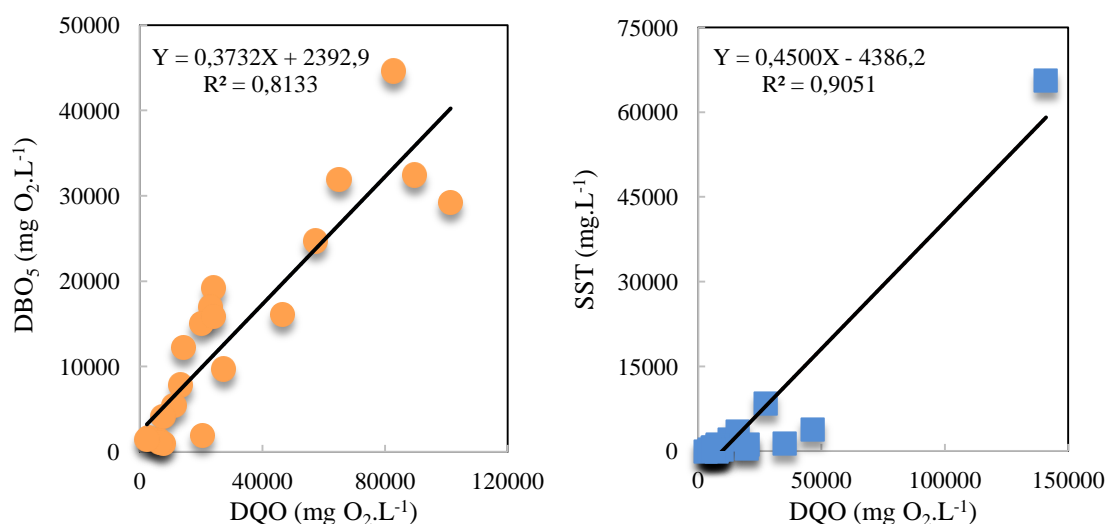 50000
40000
30000
20000
10000
0
DBO₅ (mg O₂.L⁻¹)
Y = 0,3732X + 2392,9
R² = 0,8133
0 40000 80000 120000
DQO (mg O₂.L⁻¹)
75000
60000
45000
30000
15000
0
SST (mg.L⁻¹)
Y = 0,4500X - 4386,2
R² = 0,9051
0 50000 100000 150000
DQO (mg O₂.L⁻¹)